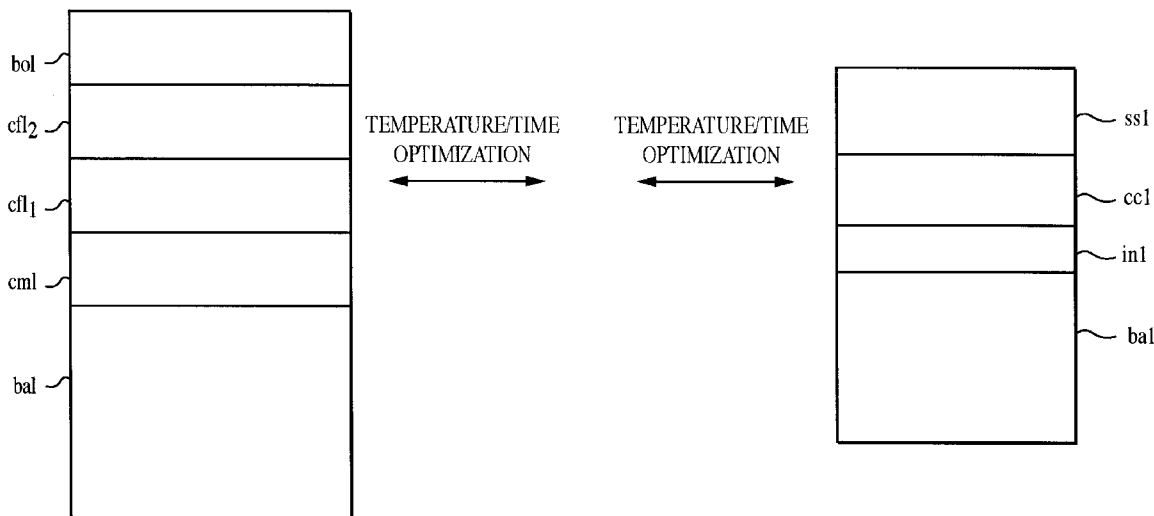 bol
cfl₂
cfl₁
cml
bal
TEMPERATURE/TIME
OPTIMIZATION
TEMPERATURE/TIME
OPTIMIZATION
ss1
cc1
in1
ba1